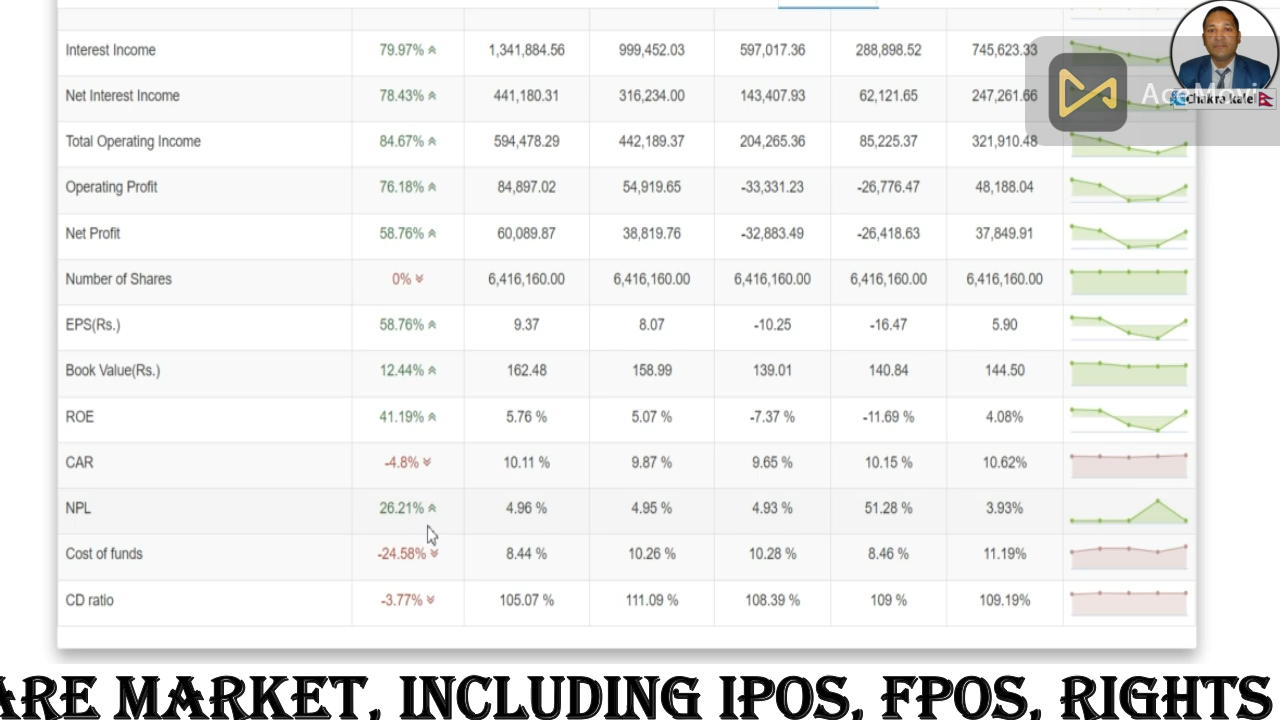 Interest Income 79.97% 1,341,884.56 999,452.03 597,017.36 288,898.52 745,623.33
Net Interest Income 78.43% 441,180.31 316,234.00 143,407.93 62,121.65 247,261.66
Chakra Kafel
Total Operating Income 84.67% 594,478.29 442,189.37 204,265.36 85,225.37 321,910.48
Operating Profit 76.18% 84,897.02 54,919.65 -33,331.23 -26,776.47 48,188.04
Net Profit 58.76% 60,089.87 38,819.76 -32,883.49 -26,418.63 37,849.91
Number of Shares 0% 6,416,160.00 6,416,160.00 6,416,160.00 6,416,160.00 6,416,160.00
EPS(Rs.) 58.76% 9.37 8.07 -10.25 -16.47 5.90
Book Value(Rs.) 12.44% 162.48 158.99 139.01 140.84 144.50
ROE 41.19% 5.76 % 5.07 % -7.37 % -11.69 % 4.08%
CAR -4.8% 10.11 % 9.87 % 9.65 % 10.15 % 10.62%
NPL 26.21% 4.96 % 4.95 % 4.93 % 51.28 % 3.93%
Cost of funds -24.58% 8.44 % 10.26 % 10.28 % 8.46 % 11.19%
CD ratio -3.77% 105.07 % 111.09 % 108.39 % 109 % 109.19%
ARE MARKET, INCLUDING IPOS, FPOS, RIGHTS